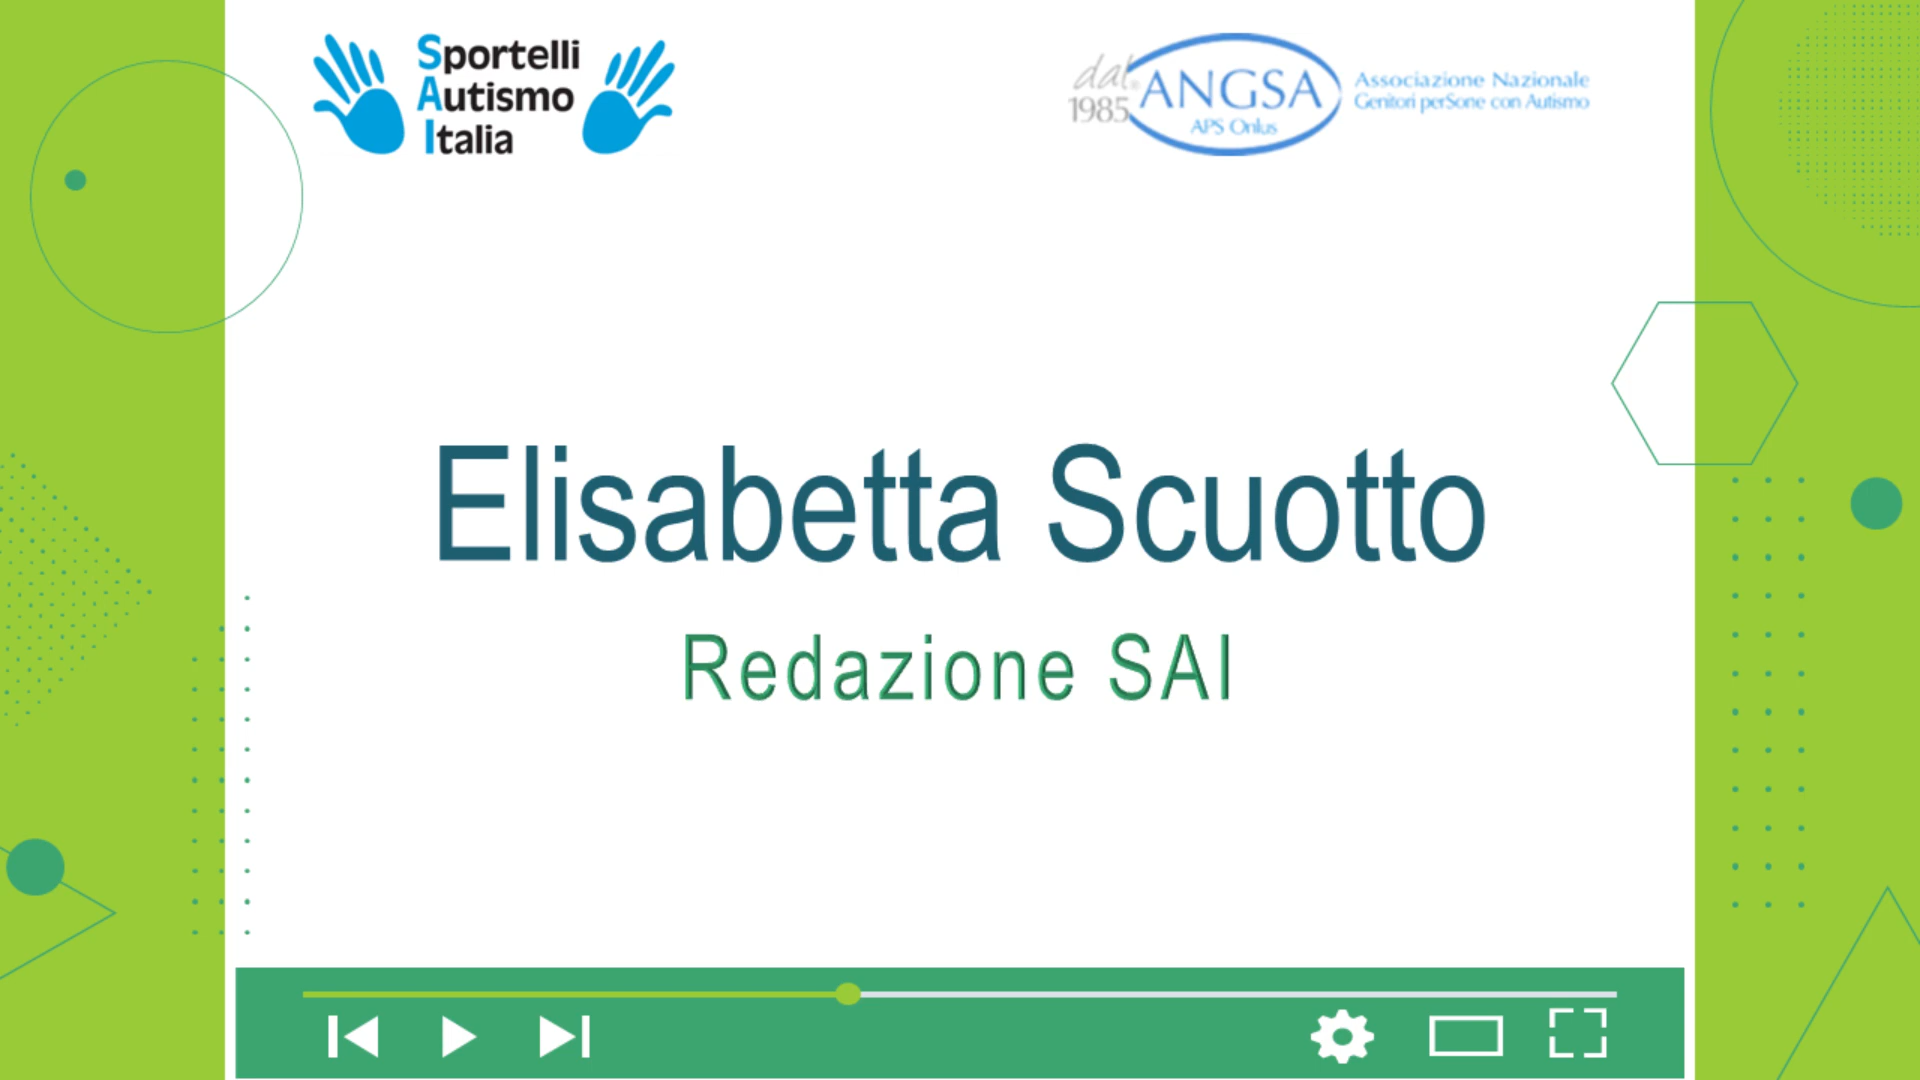 Sportelli
Autismo
Italia
dal
1985
ANGSA
APS Onlus
Associazione Nazionale
Genitori perSone con Autismo
Elisabetta Scuotto
Redazione SAI